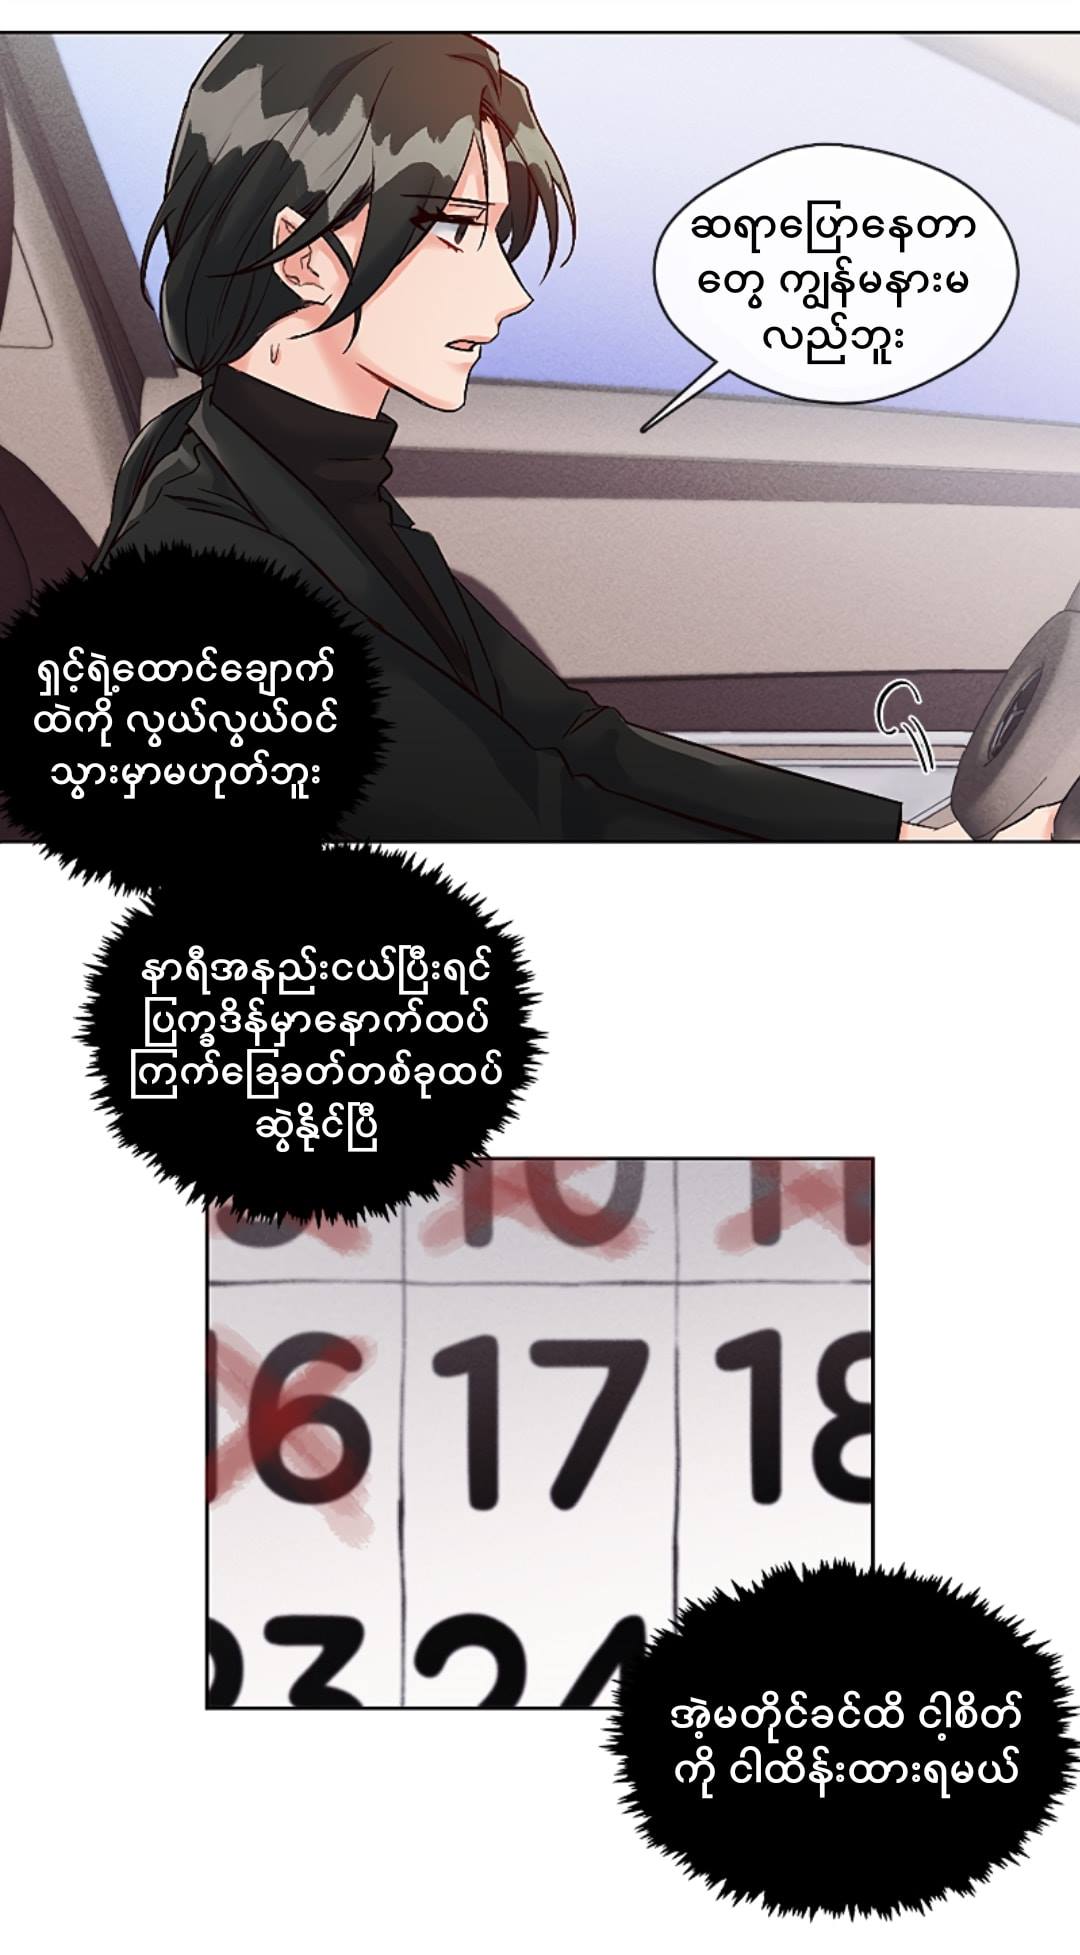 ဆရာပြောနေတာ
တွေ ကျွန်မနားမ
လည်ဘူး
ရှင့်ရဲ့ထောင်ချောက်
ထဲကို လွယ်လွယ်ဝင်
သွားမှာမဟုတ်ဘူး
နာရီအနည်းငယ်ပြီးရင်
ပြက္ခဒိန်မှာနောက်ထပ်
ကြက်ခြေခတ်တစ်ခုထပ်
ဆွဲနိုင်ပြီ
10 11
16 17 18
23 24
အဲ့မတိုင်ခင်ထိ ငါ့စိတ်
ကို ငါထိန်းထားရမယ်